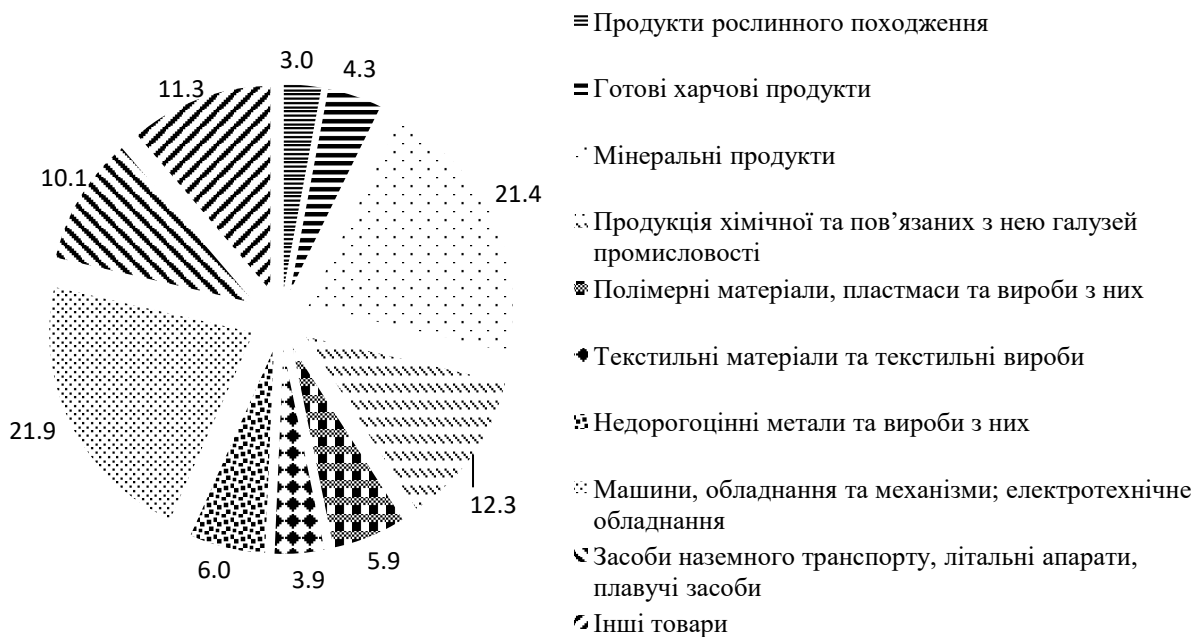 3.0
4.3
21.4
12.3
5.9
3.9
6.0
21.9
10.1
11.3
Продукти рослинного походження
Готові харчові продукти
Мінеральні продукти
Продукція хімічної та пов’язаних з нею галузей
промисловості
Полімерні матеріали, пластмаси та вироби з них
Текстильні матеріали та текстильні вироби
Недорогоцінні метали та вироби з них
Машини, обладнання та механізми; електротехнічне
обладнання
Засоби наземного транспорту, літальні апарати,
плавучі засоби
Інші товари